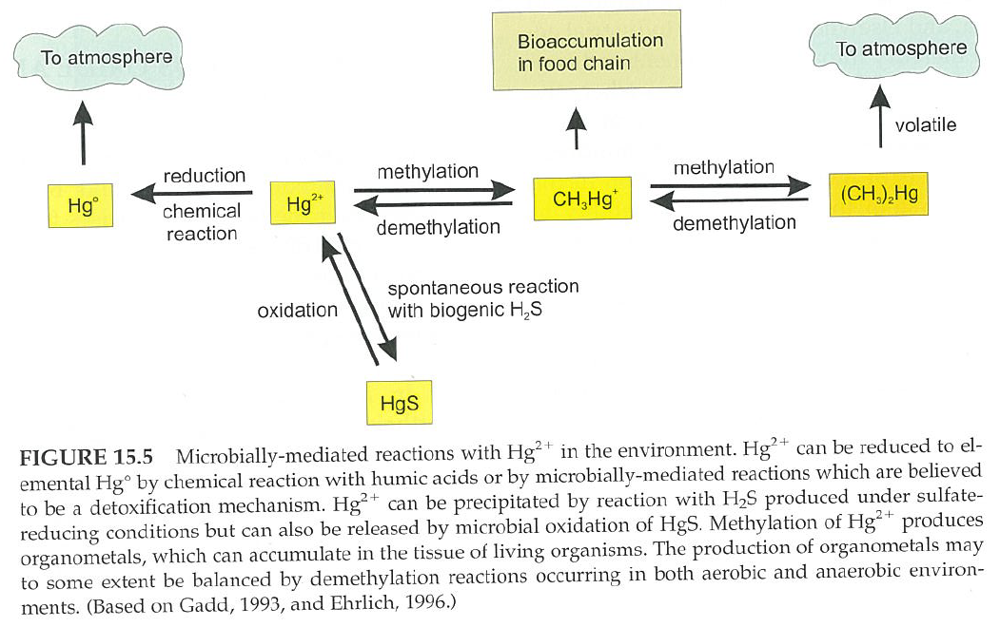 To atmosphere
Bioaccumulation
in food chain
To atmosphere
volatile
reduction
chemical
reaction
methylation
demethylation
methylation
demethylation
Hg°
Hg²⁺
CH₃Hg⁺
(CH₃)₂Hg
oxidation
spontaneous reaction
with biogenic H₂S
HgS
FIGURE 15.5 Microbially-mediated reactions with Hg²⁺ in the environment. Hg²⁺ can be reduced to el-
emental Hg° by chemical reaction with humic acids or by microbially-mediated reactions which are believed
to be a detoxification mechanism. Hg²⁺ can be precipitated by reaction with H₂S produced under sulfate-
reducing conditions but can also be released by microbial oxidation of HgS. Methylation of Hg²⁺ produces
organometals, which can accumulate in the tissue of living organisms. The production of organometals may
to some extent be balanced by demethylation reactions occurring in both aerobic and anaerobic environ-
ments. (Based on Gadd, 1993, and Ehrlich, 1996.)